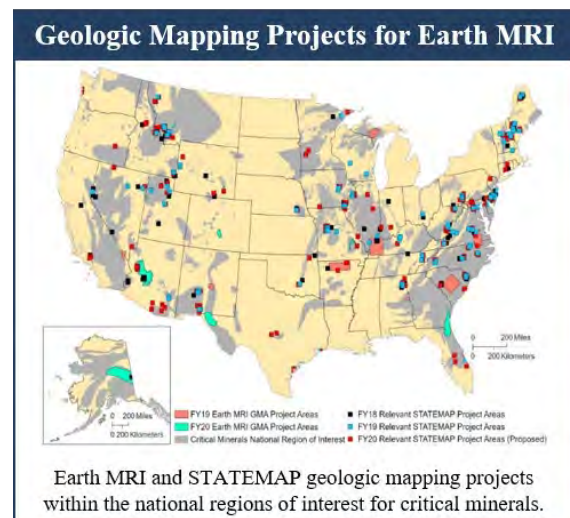 Geologic Mapping Projects for Earth MRI
0 200 Miles
0 200 Kilometers
0 200 Miles
0 200 Kilometers
FY19 Earth MRI GMA Project Areas
FY20 Earth MRI GMA Project Areas
Critical Minerals National Region of Interest
FY18 Relevant STATEMAP Project Areas
FY19 Relevant STATEMAP Project Areas
FY20 Relevant STATEMAP Project Areas (Proposed)
Earth MRI and STATEMAP geologic mapping projects
within the national regions of interest for critical minerals.